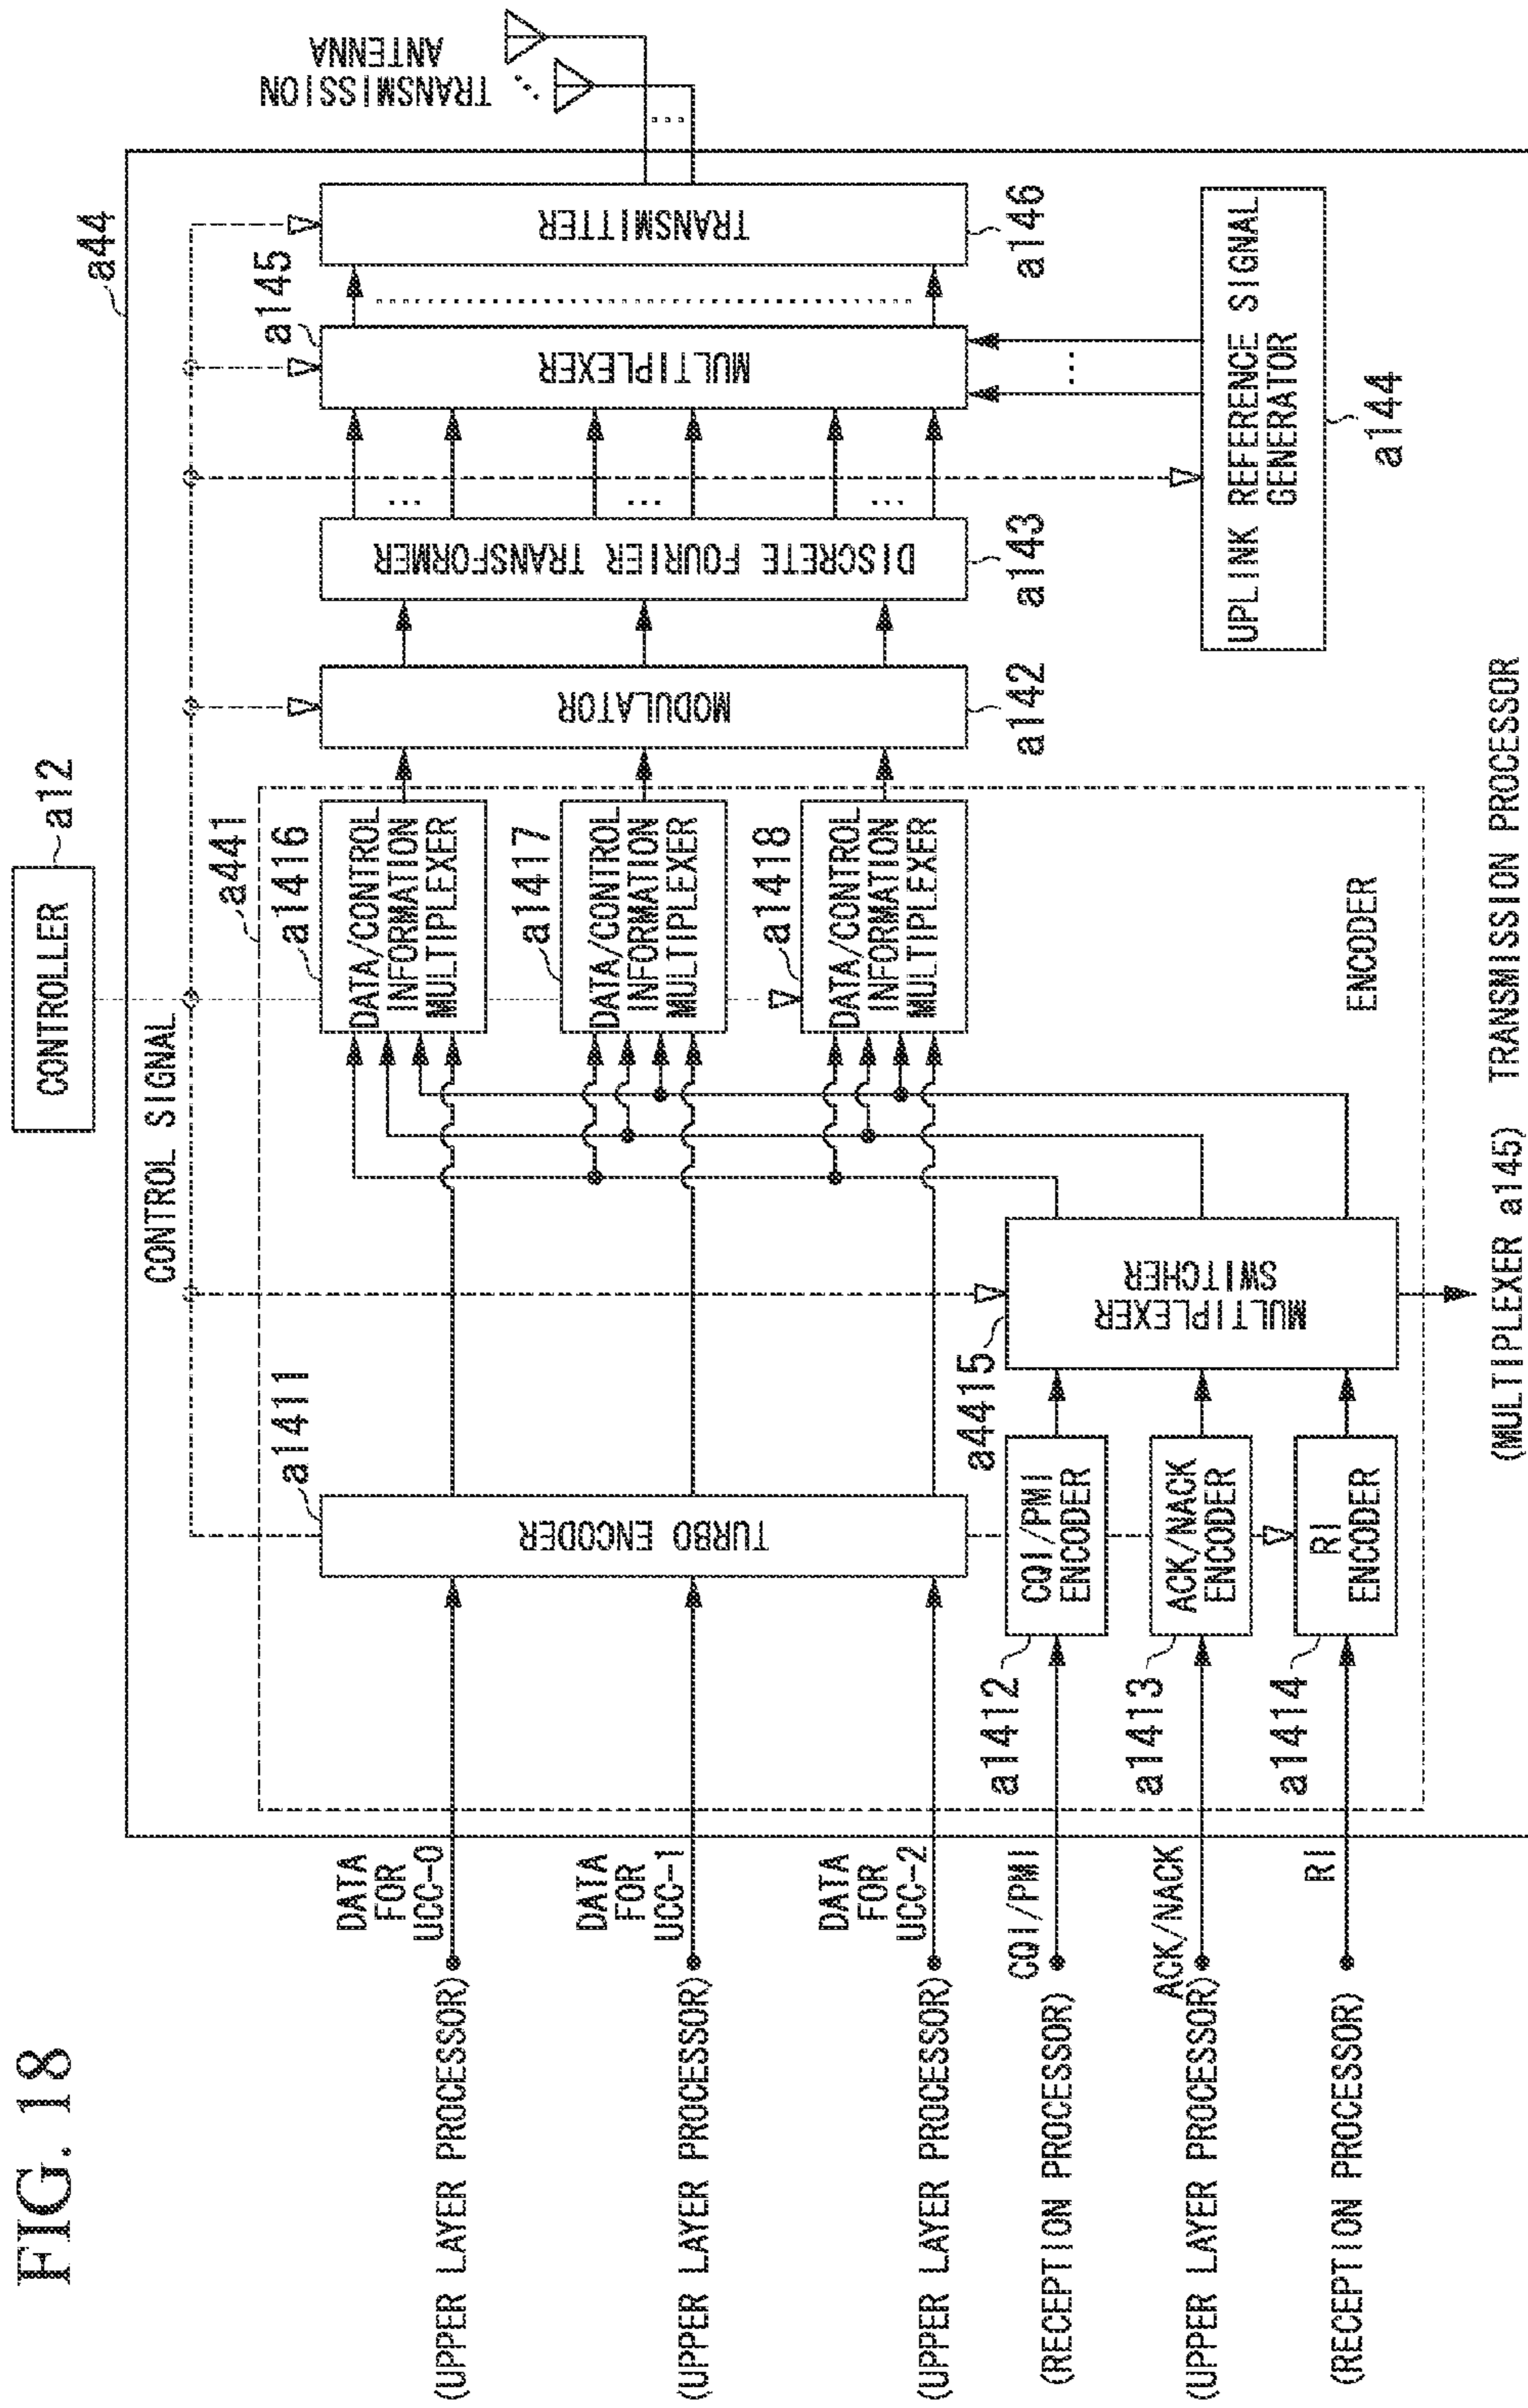 FIG. 18
CONTROLLER
a12
a44
CONTROL SIGNAL
a441
a1411
TURBO ENCODER
a1416
DATA/CONTROL
INFORMATION
MULTIPLEXER
a1417
DATA/CONTROL
INFORMATION
MULTIPLEXER
a1418
DATA/CONTROL
INFORMATION
MULTIPLEXER
MODULATOR
a142
DISCRETE FOURIER TRANSFORMER
a143
a145
MULTIPLEXER
TRANSMITTER
a146
TRANSMISSION
ANTENNA
UPLINK REFERENCE SIGNAL
GENERATOR
a144
(UPPER LAYER PROCESSOR)
DATA
FOR
UCC-0
(UPPER LAYER PROCESSOR)
DATA
FOR
UCC-1
(UPPER LAYER PROCESSOR)
DATA
FOR
UCC-2
(RECEPTION PROCESSOR)
CQI/PMI
a1412
CQI/PMI
ENCODER
(UPPER LAYER PROCESSOR)
ACK/NACK
a1413
ACK/NACK
ENCODER
(RECEPTION PROCESSOR)
RI
a1414
RI
ENCODER
a4415
MULTIPLEXER
SWITCHER
ENCODER
(MULTIPLEXER a145)
TRANSMISSION PROCESSOR